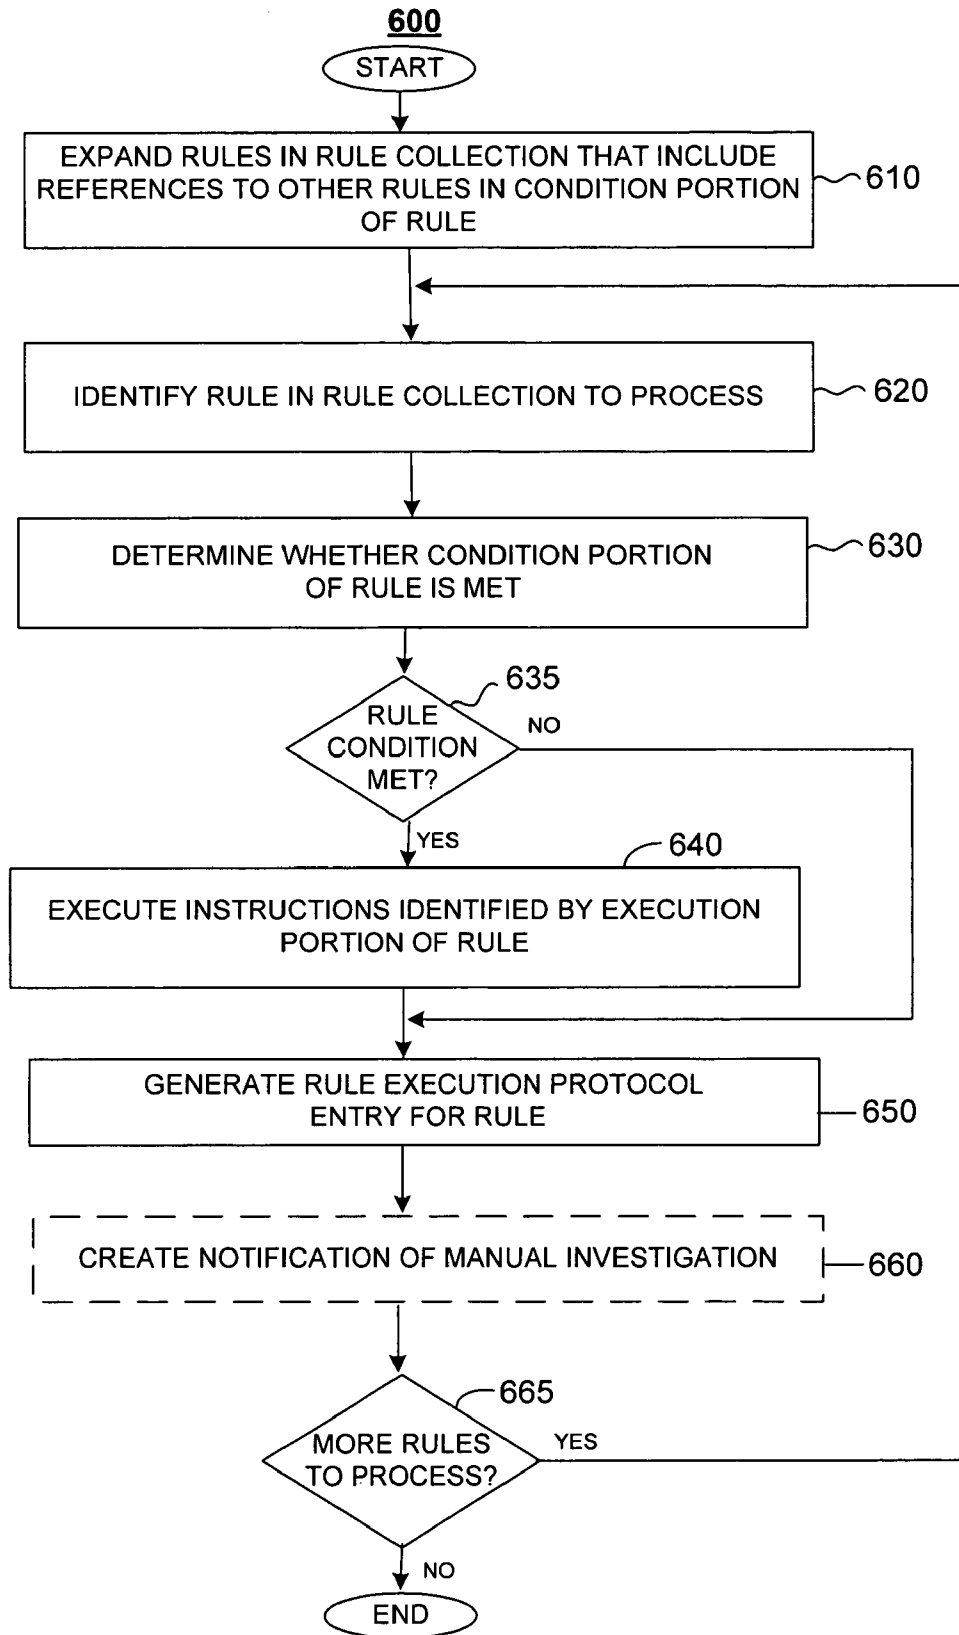 600
START
EXPAND RULES IN RULE COLLECTION THAT INCLUDE
REFERENCES TO OTHER RULES IN CONDITION PORTION
OF RULE
610
IDENTIFY RULE IN RULE COLLECTION TO PROCESS
620
DETERMINE WHETHER CONDITION PORTION
OF RULE IS MET
630
635
RULE
CONDITION
MET?
NO
YES
640
EXECUTE INSTRUCTIONS IDENTIFIED BY EXECUTION
PORTION OF RULE
GENERATE RULE EXECUTION PROTOCOL
ENTRY FOR RULE
650
CREATE NOTIFICATION OF MANUAL INVESTIGATION
660
665
MORE RULES
TO PROCESS?
YES
NO
END